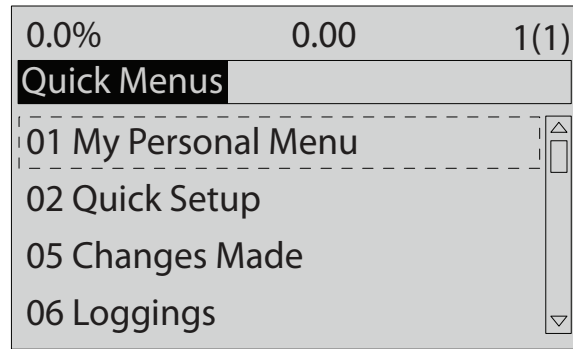 0.0% 0.00 1(1)
Quick Menus
01 My Personal Menu
02 Quick Setup
05 Changes Made
06 Loggings